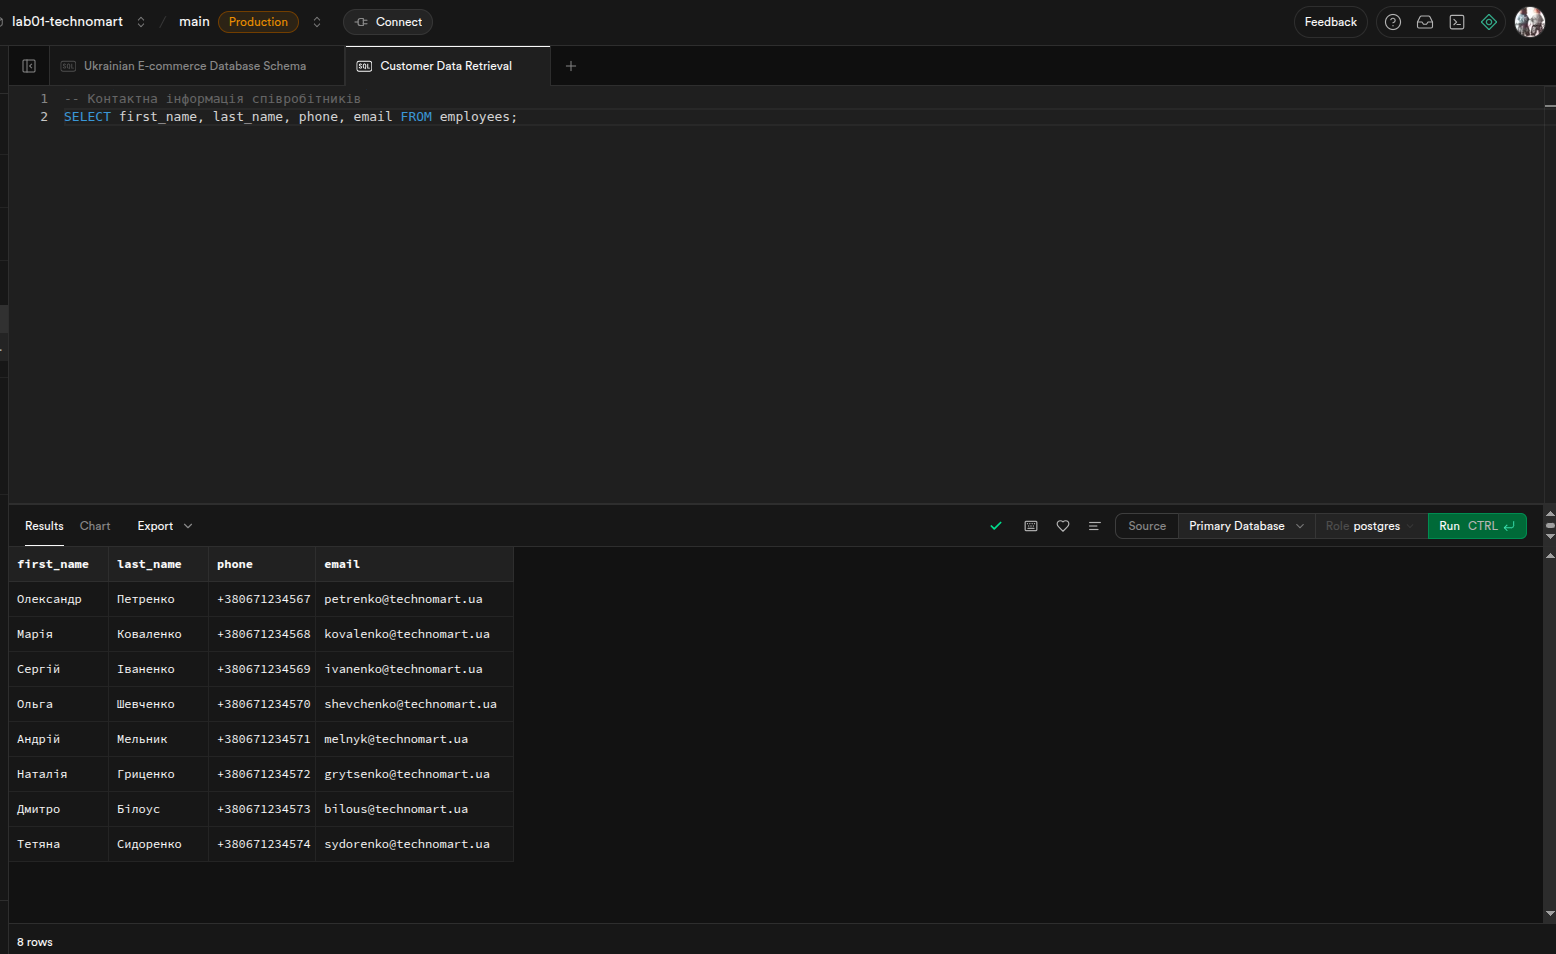 lab01-technomart / main Production Connect Feedback
Ukrainian E-commerce Database Schema Customer Data Retrieval
1 -- Контактна інформація співробітників
2 SELECT first_name, last_name, phone, email FROM employees;
Results Chart Export Source Primary Database Role postgres Run CTRL
first_name last_name phone email
Олександр Петренко +380671234567 petrenko@technomart.ua
Марія Коваленко +380671234568 kovalenko@technomart.ua
Сергій Іваненко +380671234569 ivanenko@technomart.ua
Ольга Шевченко +380671234570 shevchenko@technomart.ua
Андрій Мельник +380671234571 melnyk@technomart.ua
Наталія Гриценко +380671234572 grytsenko@technomart.ua
Дмитро Білоус +380671234573 bilous@technomart.ua
Тетяна Сидоренко +380671234574 sydorenko@technomart.ua
8 rows